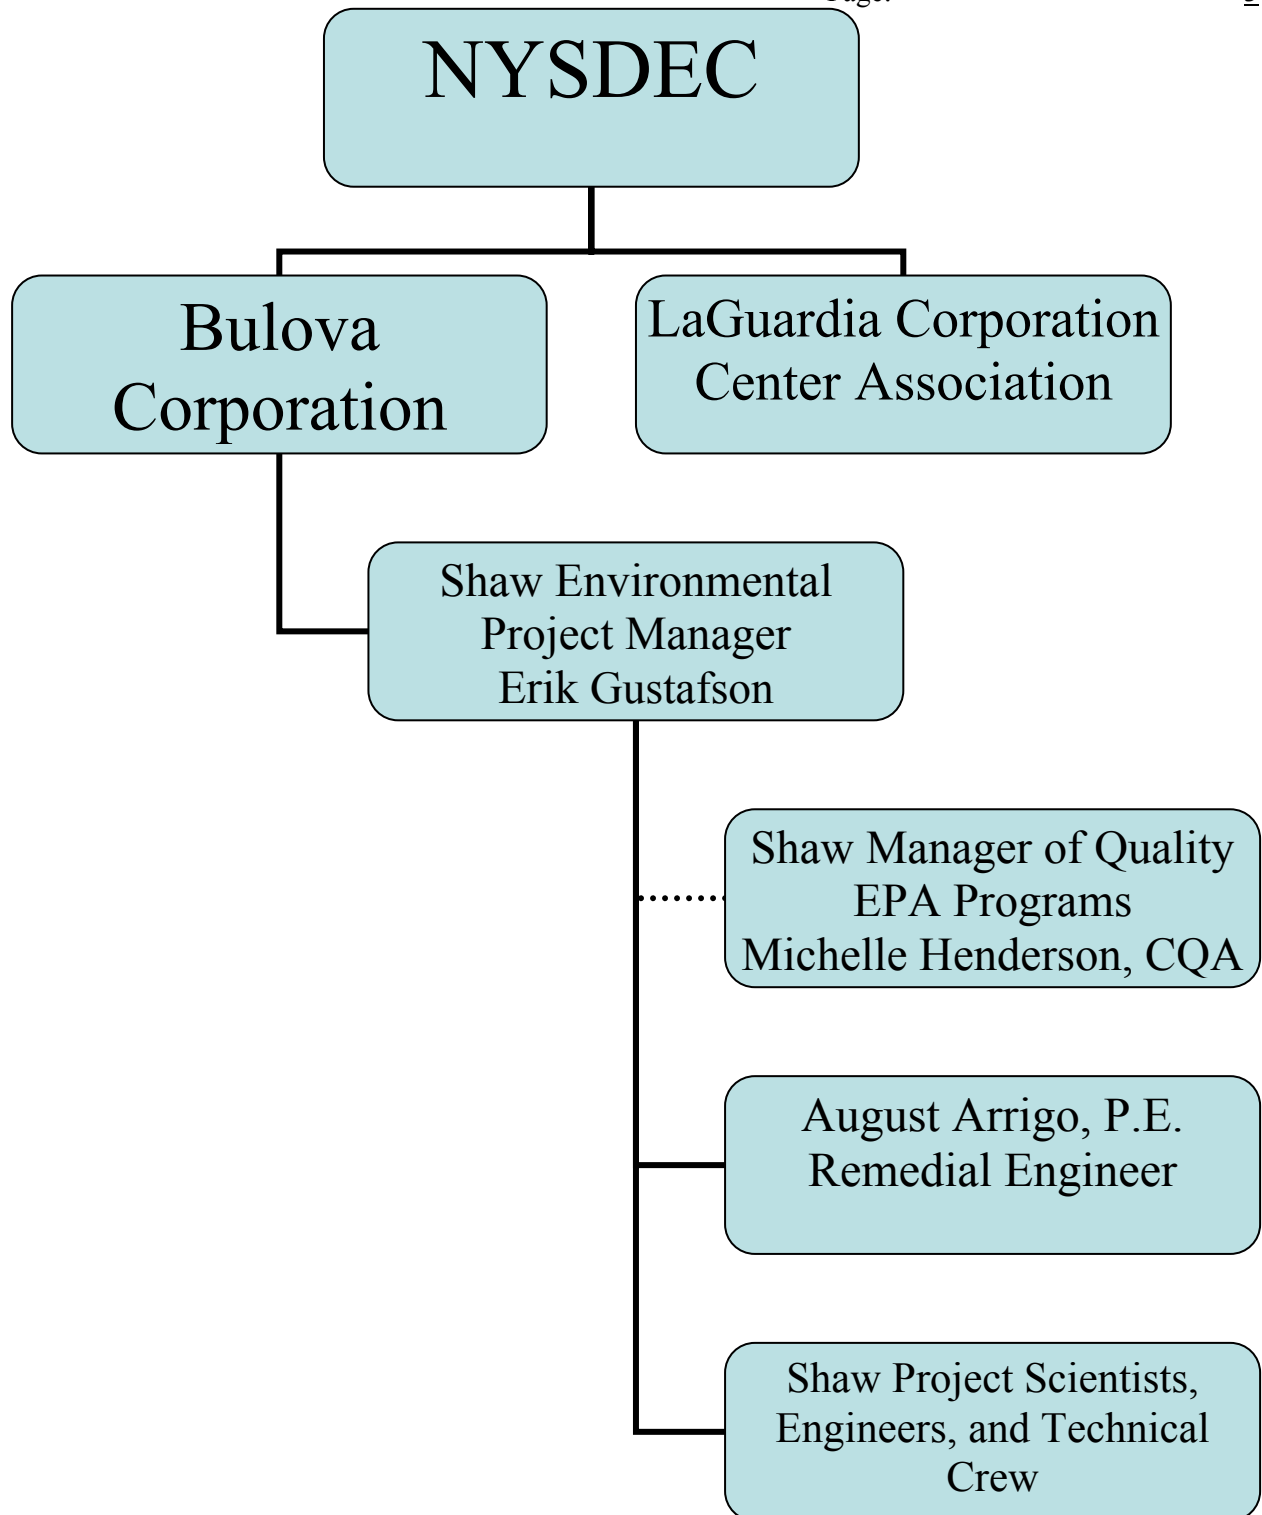 NYSDEC
Bulova
Corporation
LaGuardia Corporation
Center Association
Shaw Environmental
Project Manager
Erik Gustafson
Shaw Manager of Quality
EPA Programs
Michelle Henderson, CQA
August Arrigo, P.E.
Remedial Engineer
Shaw Project Scientists,
Engineers, and Technical
Crew